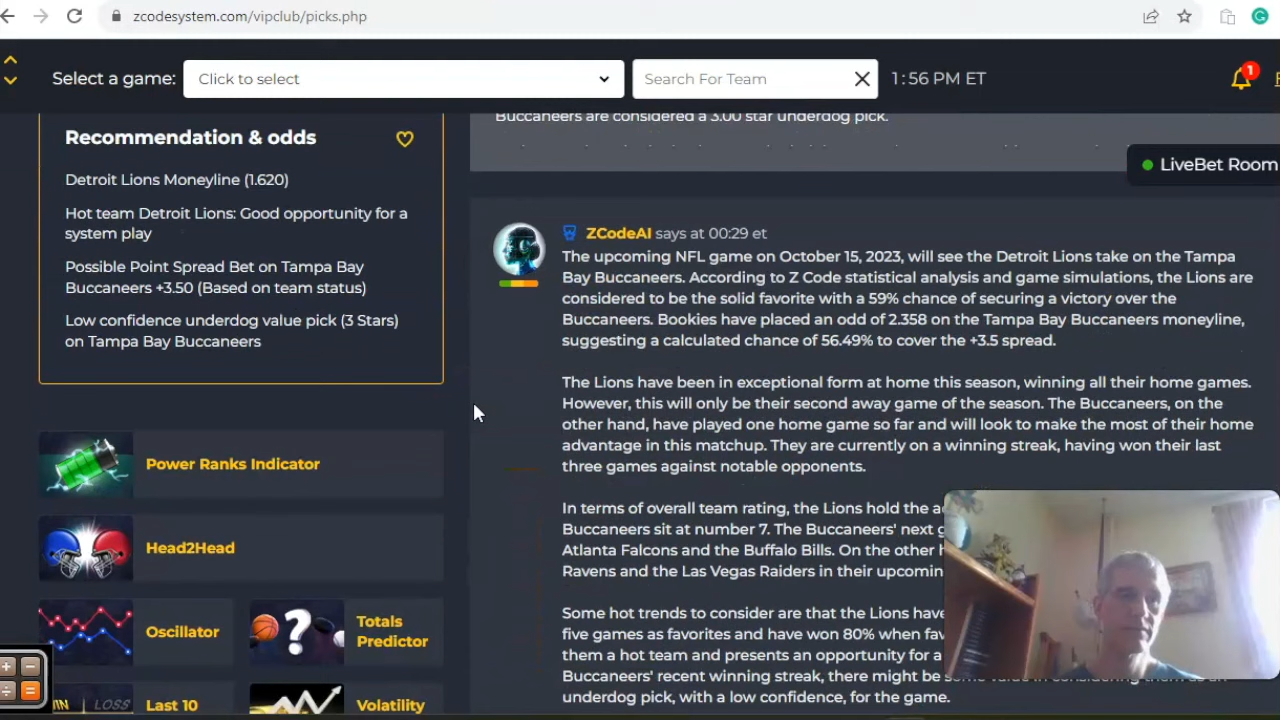 zcodesystem.com/vipclub/picks.php
Select a game:
Click to select
Search For Team
1:56 PM ET
1
Buccaneers are considered a 3.00 star underdog pick.
LiveBet Room
Recommendation & odds
Detroit Lions Moneyline (1.620)
Hot team Detroit Lions: Good opportunity for a
system play
Possible Point Spread Bet on Tampa Bay
Buccaneers +3.50 (Based on team status)
Low confidence underdog value pick (3 Stars)
on Tampa Bay Buccaneers
Power Ranks Indicator
Head2Head
Oscillator
Totals
Predictor
LOSS
Last 10
Volatility
ZCodeAI says at 00:29 et
The upcoming NFL game on October 15, 2023, will see the Detroit Lions take on the Tampa
Bay Buccaneers. According to Z Code statistical analysis and game simulations, the Lions are
considered to be the solid favorite with a 59% chance of securing a victory over the
Buccaneers. Bookies have placed an odd of 2.358 on the Tampa Bay Buccaneers moneyline,
suggesting a calculated chance of 56.49% to cover the +3.5 spread.
The Lions have been in exceptional form at home this season, winning all their home games.
However, this will only be their second away game of the season. The Buccaneers, on the
other hand, have played one home game so far and will look to make the most of their home
advantage in this matchup. They are currently on a winning streak, having won their last
three games against notable opponents.
In terms of overall team rating, the Lions hold the
Buccaneers sit at number 7. The Buccaneers' next
Atlanta Falcons and the Buffalo Bills. On the other
Ravens and the Las Vegas Raiders in their
Some hot trends to consider are that the Lions have
five games as favorites and have won 80% when
them a hot team and presents an opportunity for a
Buccaneers' recent winning streak, there might be
underdog pick, with a low confidence, for the game.